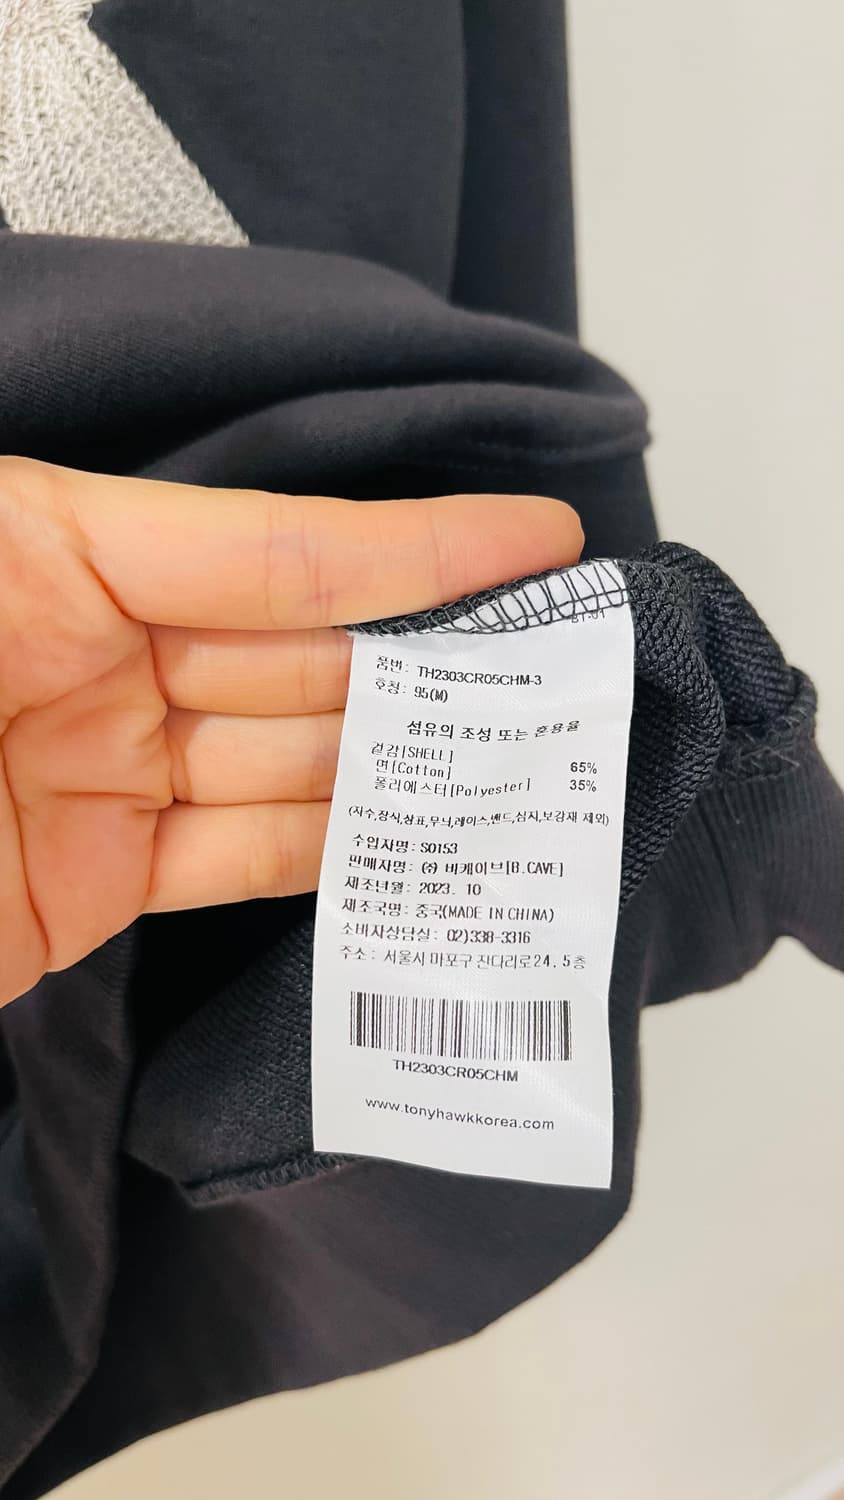 BT-01
품번: TH2303CR05CHM-3
호칭: 95(M)
섬유의 조성 또는 혼용율
겉감[SHELL]
면[Cotton] 65%
폴리에스터[Polyester] 35%
(자수,장식,상표,무늬,레이스,밴드,심지,보강재 제외)
수입자명: S0153
판매자명: ㈜ 비케이브[B.CAVE]
제조년월: 2023. 10
제조국명: 중국(MADE IN CHINA)
소비자상담실: 02)338-3316
주소: 서울시 마포구 잔다리로24, 5층
TH2303CR05CHM
www.tonyhawkkorea.com